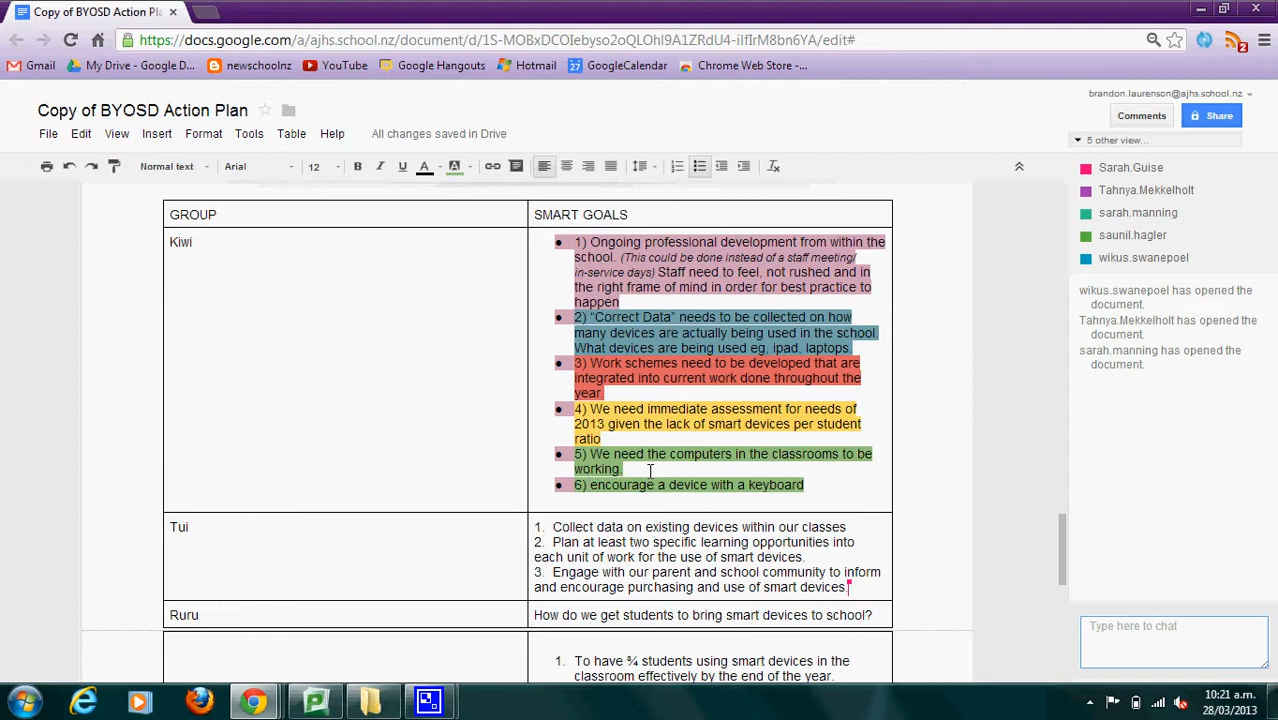 Copy of BYOSD Action Plan
https://docs.google.com/a/ajhs.school.nz/document/d/1S-MOBxDCOIebyso2oQLOhI9A1ZRdU4-iIfIrM8bn6YA/edit#
2
Gmail My Drive - Google D... newschoolnz YouTube Google Hangouts Hotmail 27 GoogleCalendar Chrome Web Store - ...
brandon.laurenson@ajhs.school.nz
Copy of BYOSD Action Plan
Comments Share
File Edit View Insert Format Tools Table Help All changes saved in Drive
5 other view...
Normal text Arial 12 B I U A A
Sarah.Guise
Tahnya.Mekkelholt
sarah.manning
saunil.hagler
wikus.swanepoel
wikus.swanepoel has opened the
document.
Tahnya.Mekkelholt has opened the
document.
sarah.manning has opened the
document.
Type here to chat
GROUP SMART GOALS
Kiwi
● 1) Ongoing professional development from within the
school. (This could be done instead of a staff meeting/
in-service days) Staff need to feel, not rushed and in
the right frame of mind in order for best practice to
happen
● 2) “Correct Data” needs to be collected on how
many devices are actually being used in the school.
What devices are being used eg, ipad, laptops.
● 3) Work schemes need to be developed that are
integrated into current work done throughout the
year.
● 4) We need immediate assessment for needs of
2013 given the lack of smart devices per student
ratio
● 5) We need the computers in the classrooms to be
working.
● 6) encourage a device with a keyboard
Tui
1. Collect data on existing devices within our classes
2. Plan at least two specific learning opportunities into
each unit of work for the use of smart devices.
3. Engage with our parent and school community to inform
and encourage purchasing and use of smart devices.
Ruru How do we get students to bring smart devices to school?
1. To have ¾ students using smart devices in the
classroom effectively by the end of the year.
10:21 a.m.
28/03/2013